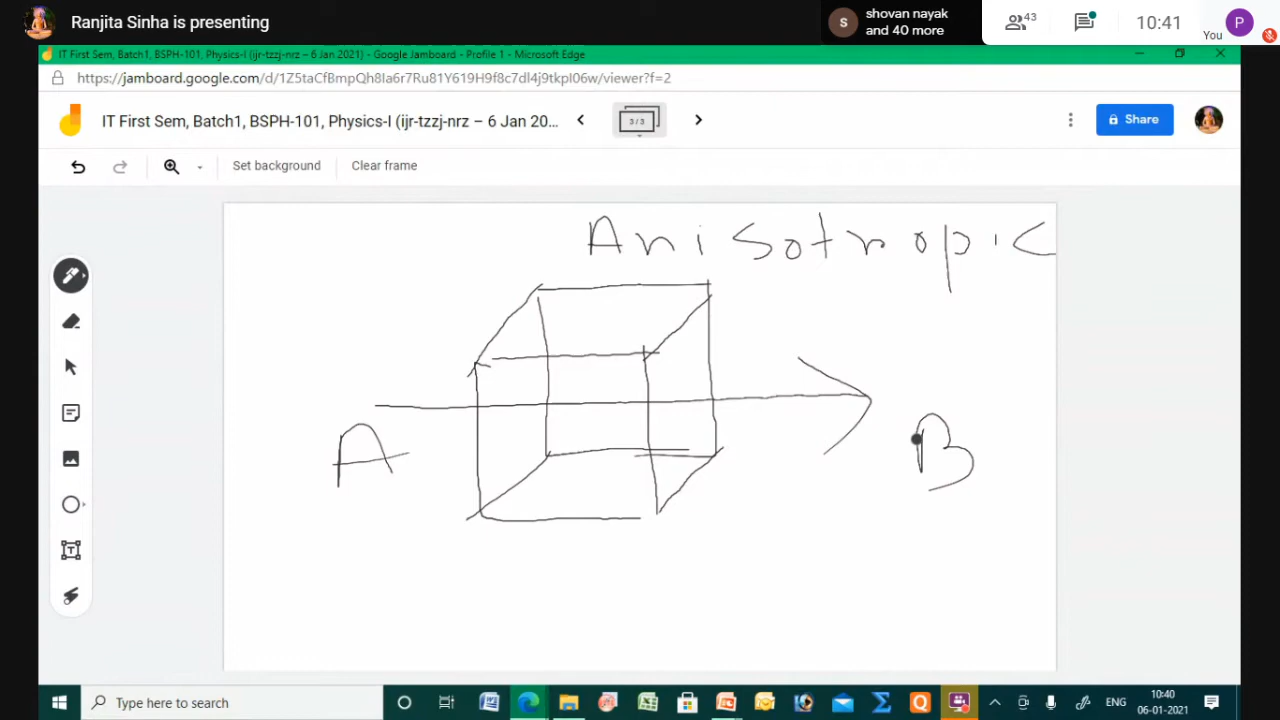 Ranjita Sinha is presenting
S
shovan nayak
and 40 more
43
10:41
You
P
IT First Sem, Batch1, BSPH-101, Physics-I (ijr-tzzj-nrz – 6 Jan 2021) - Google Jamboard - Profile 1 - Microsoft Edge
https://jamboard.google.com/d/1Z5taCfBmpQh8Ia6r7Ru81Y619H9f8c7dl4j9tkpI06w/viewer?f=2
IT First Sem, Batch1, BSPH-101, Physics-I (ijr-tzzj-nrz – 6 Jan 20...
3/3
Share
Set background
Clear frame
Anisotropic
A
B
Type here to search
ENG
10:40
06-01-2021